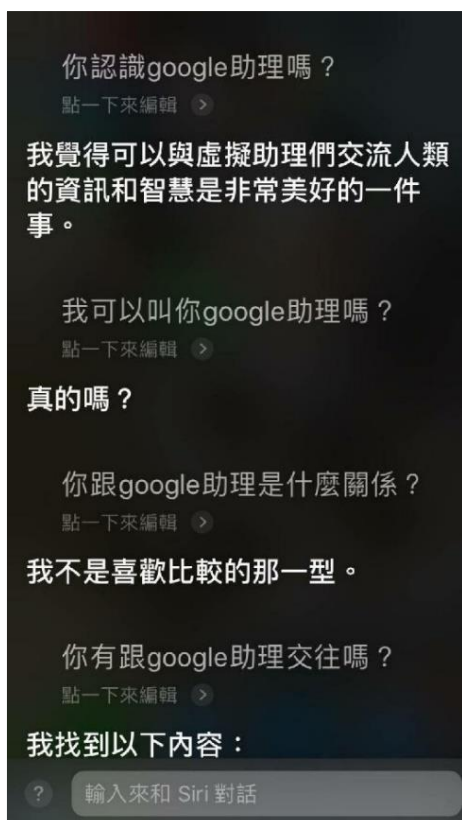 你認識google助理嗎？
點一下來編輯
我覺得可以與虛擬助理們交流人類
的資訊和智慧是非常美好的一件
事。
我可以叫你google助理嗎？
點一下來編輯
真的嗎？
你跟google助理是什麼關係？
點一下來編輯
我不是喜歡比較的那一型。
你有跟google助理交往嗎？
點一下來編輯
我找到以下內容：
? 輸入來和 Siri 對話